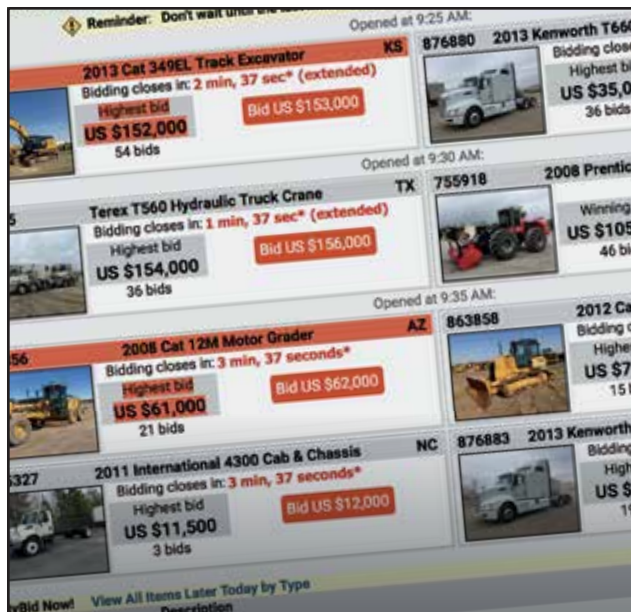 Reminder: Don't wait until the
Opened at 9:25 AM:
2013 Cat 349EL Track Excavator KS
Bidding closes in: 2 min, 37 sec* (extended)
Highest bid
US $152,000
54 bids
Bid US $153,000
876880 2013 Kenworth T66
Bidding close
Highest bi
US $35,0
36 bids
Opened at 9:30 AM:
5 Terex T560 Hydraulic Truck Crane TX
Bidding closes in: 1 min, 37 sec* (extended)
Highest bid
US $154,000
36 bids
Bid US $156,000
755918 2008 Prentic
Winning
US $105
46 bi
Opened at 9:35 AM:
56 2008 Cat 12M Motor Grader AZ
Bidding closes in: 3 min, 37 seconds*
Highest bid
US $61,000
21 bids
Bid US $62,000
863858 2012 Ca
Bidding c
Highe
US $7
15 b
5327 2011 International 4300 Cab & Chassis NC
Bidding closes in: 3 min, 37 seconds*
Highest bid
US $11,500
3 bids
Bid US $12,000
876883 2013 Kenworth
Bidding
High
US $
19
yBid Now! View All Items Later Today by Type
Description